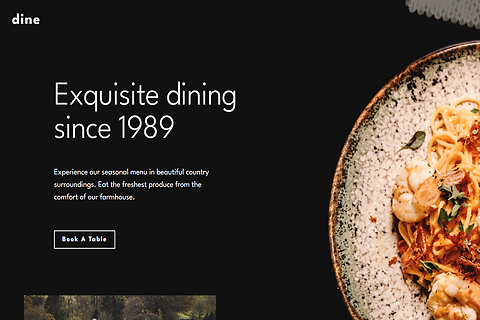 dine
Exquisite dining
since 1989
Experience our seasonal menu in beautiful country
surroundings. Eat the freshest produce from the
comfort of our farmhouse.
Book A Table